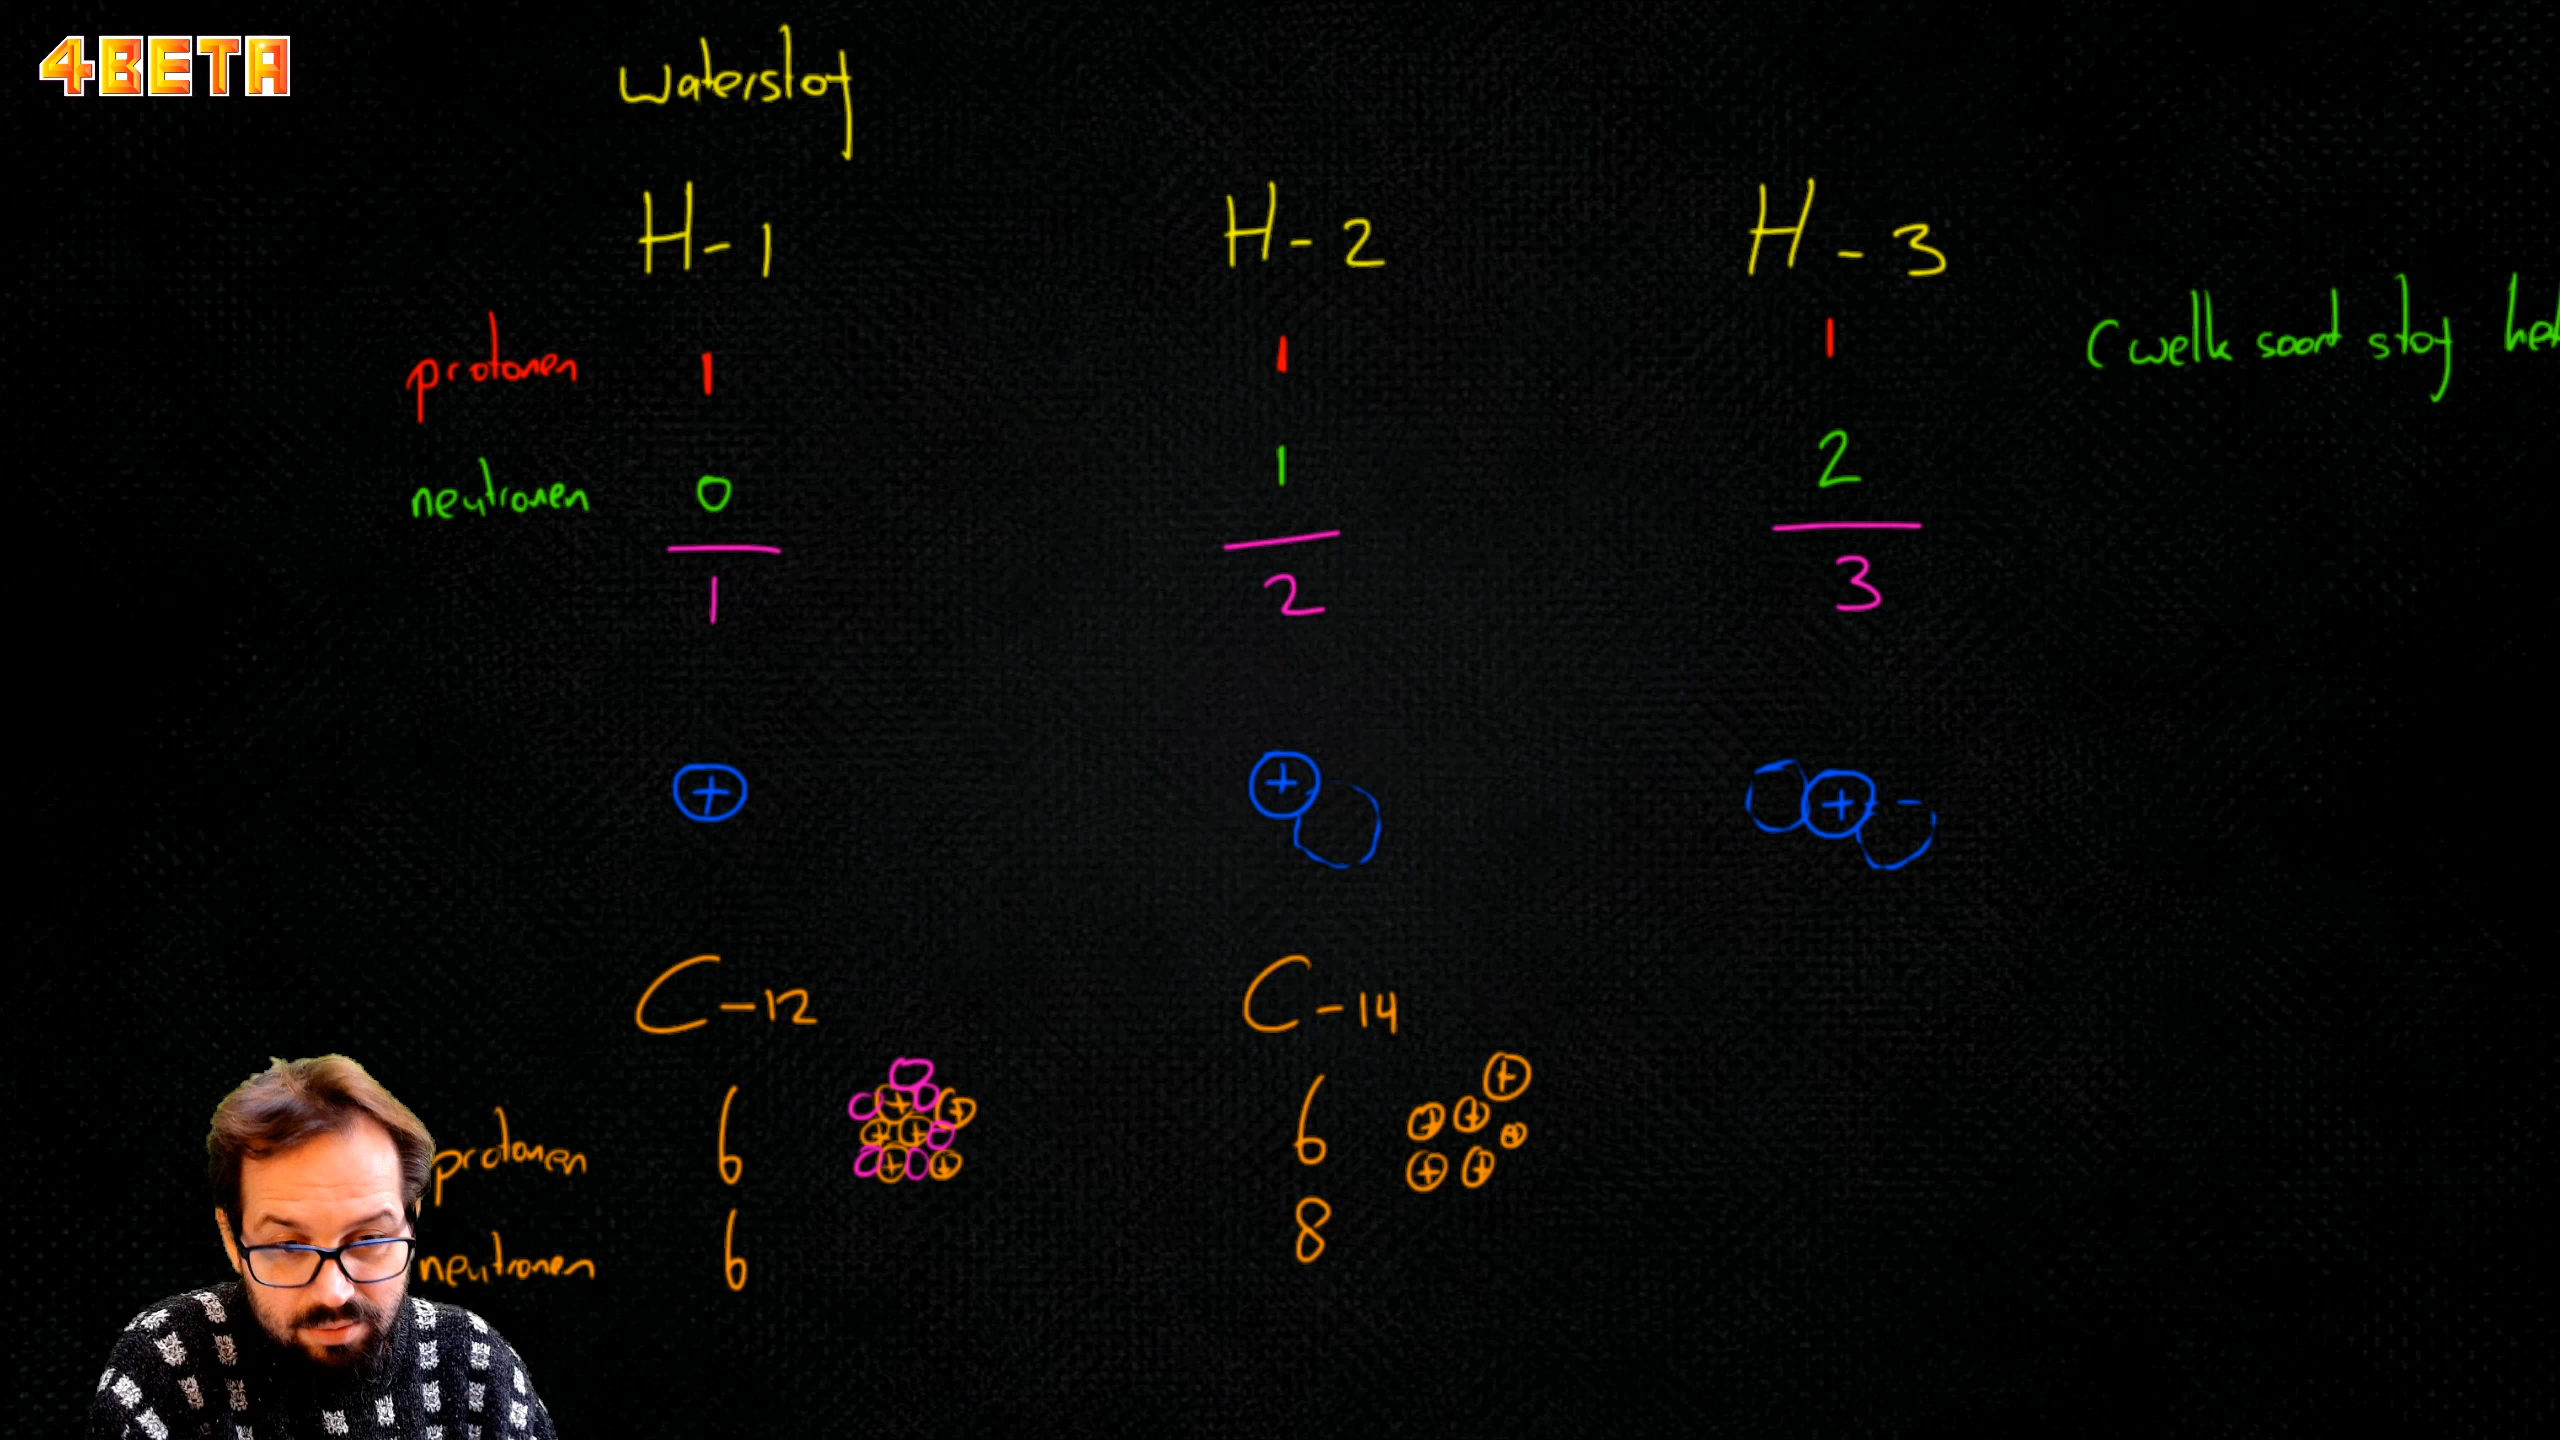 4BETA
waterstof
H-1 H-2 H-3
protonen 1 1 1 (welk soort stof het
neutronen 0 1 2
1 2 3
+ + +
C-12 C-14
protonen 6 6
neutronen 6 8